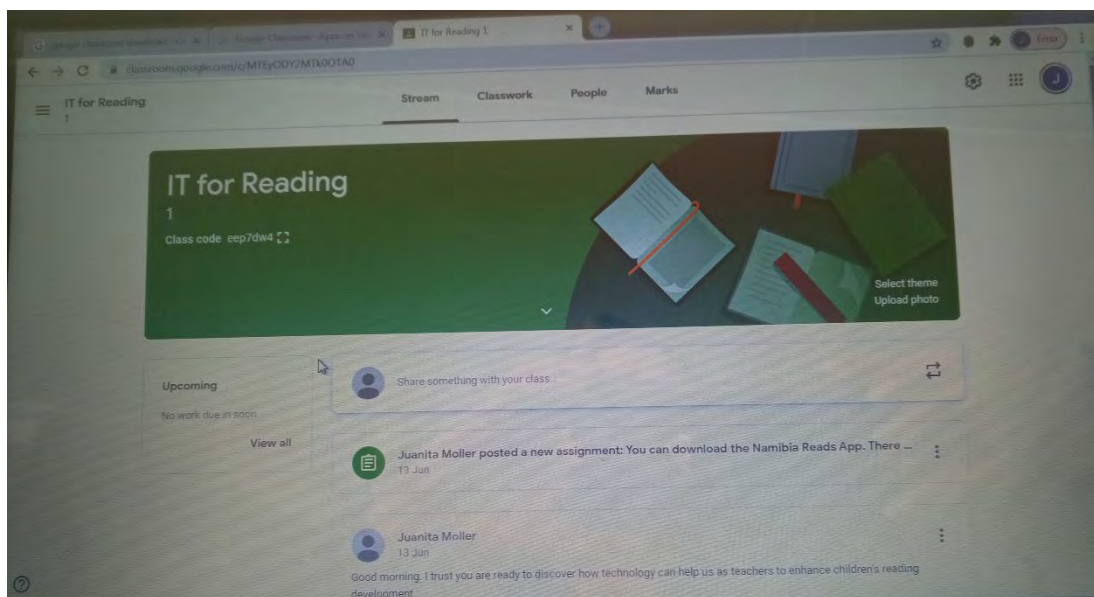 IT for Reading 1
Error
classroom.google.com/c/
IT for Reading
1
Stream Classwork People Marks
J
IT for Reading
1
Class code eep7dw4
Select theme
Upload photo
Upcoming
No work due in soon
View all
Share something with your class...
Juanita Moller posted a new assignment: You can download the Namibia Reads App. There ...
13 Jun
Juanita Moller
13 Jun
Good morning. I trust you are ready to discover how technology can help us as teachers to enhance children's reading
development